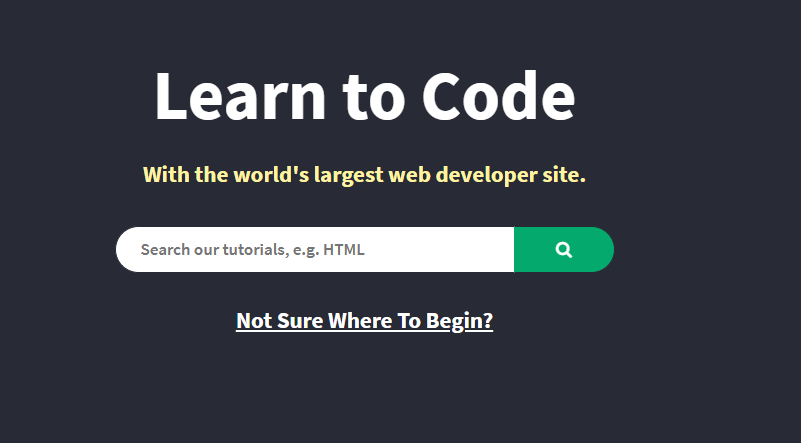 Learn to Code
With the world's largest web developer site.
Search our tutorials, e.g. HTML
Not Sure Where To Begin?